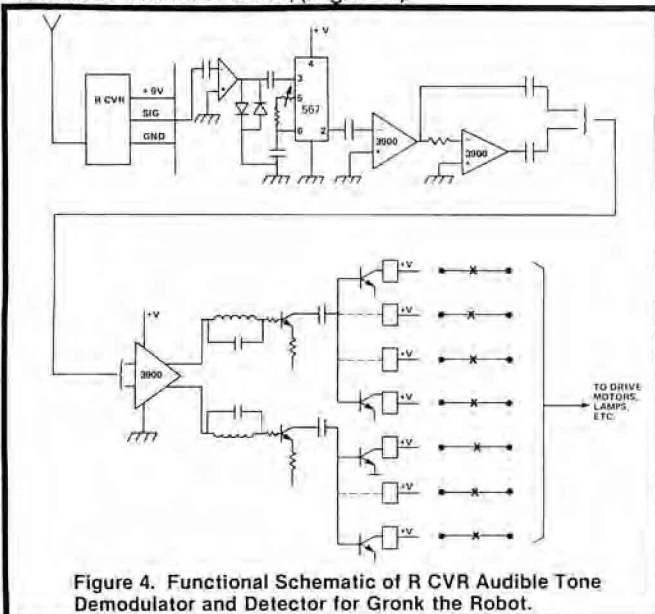 + V
4
R CVR
+ 9V
SIG
GND
3
5
567
6
2
-
+
3900
-
+
3900
+V
3900
+V
+V
+V
+V
+V
+V
+V
TO DRIVE
MOTORS,
LAMPS,
ETC.
Figure 4. Functional Schematic of R CVR Audible Tone
Demodulator and Detector for Gronk the Robot.